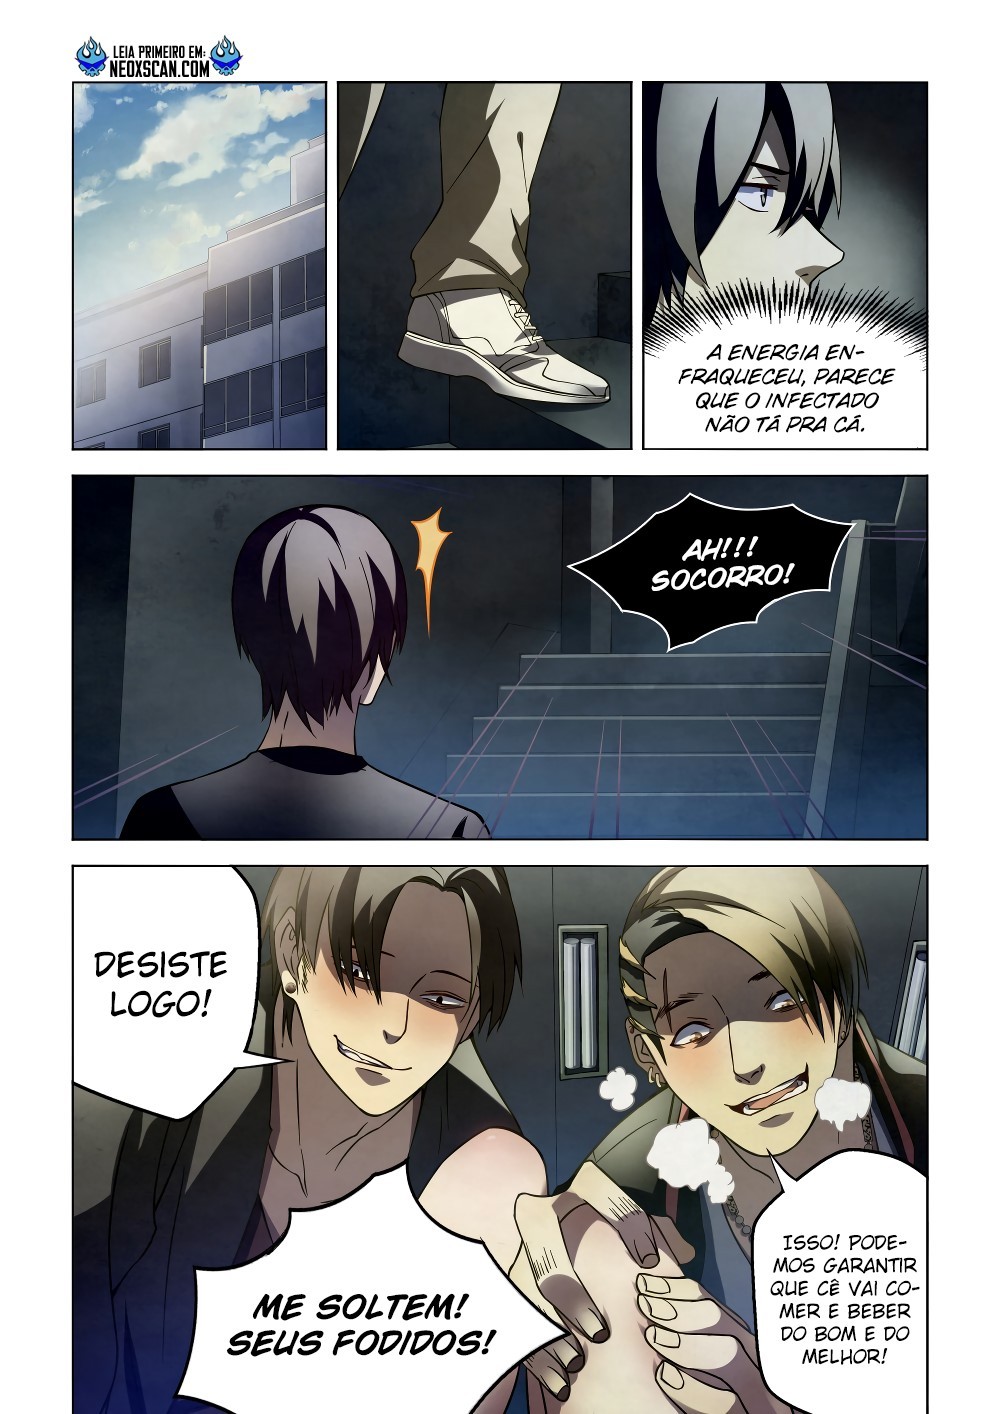 LEIA PRIMEIRO EM:
NEOXSCAN.COM
A ENERGIA EN-
FRAQUECEU, PARECE
QUE O INFECTADO
NÃO TÁ PRA CÁ.
AH!!!
SOCORRO!
DESISTE
LOGO!
ME SOLTEM!
SEUS FODIDOS!
ISSO! PODE-
MOS GARANTIR
QUE CÊ VAI CO-
MER E BEBER
DO BOM E DO
MELHOR!